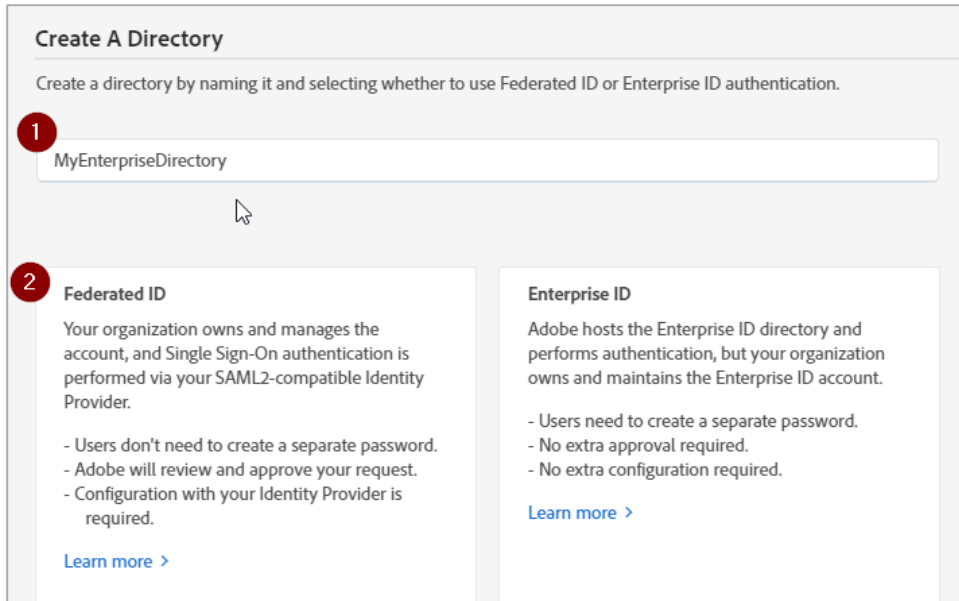 Create A Directory
Create a directory by naming it and selecting whether to use Federated ID or Enterprise ID authentication.
1
MyEnterpriseDirectory
2
Federated ID
Your organization owns and manages the
account, and Single Sign-On authentication is
performed via your SAML2-compatible Identity
Provider.
- Users don't need to create a separate password.
- Adobe will review and approve your request.
- Configuration with your Identity Provider is
required.
Learn more >
Enterprise ID
Adobe hosts the Enterprise ID directory and
performs authentication, but your organization
owns and maintains the Enterprise ID account.
- Users need to create a separate password.
- No extra approval required.
- No extra configuration required.
Learn more >